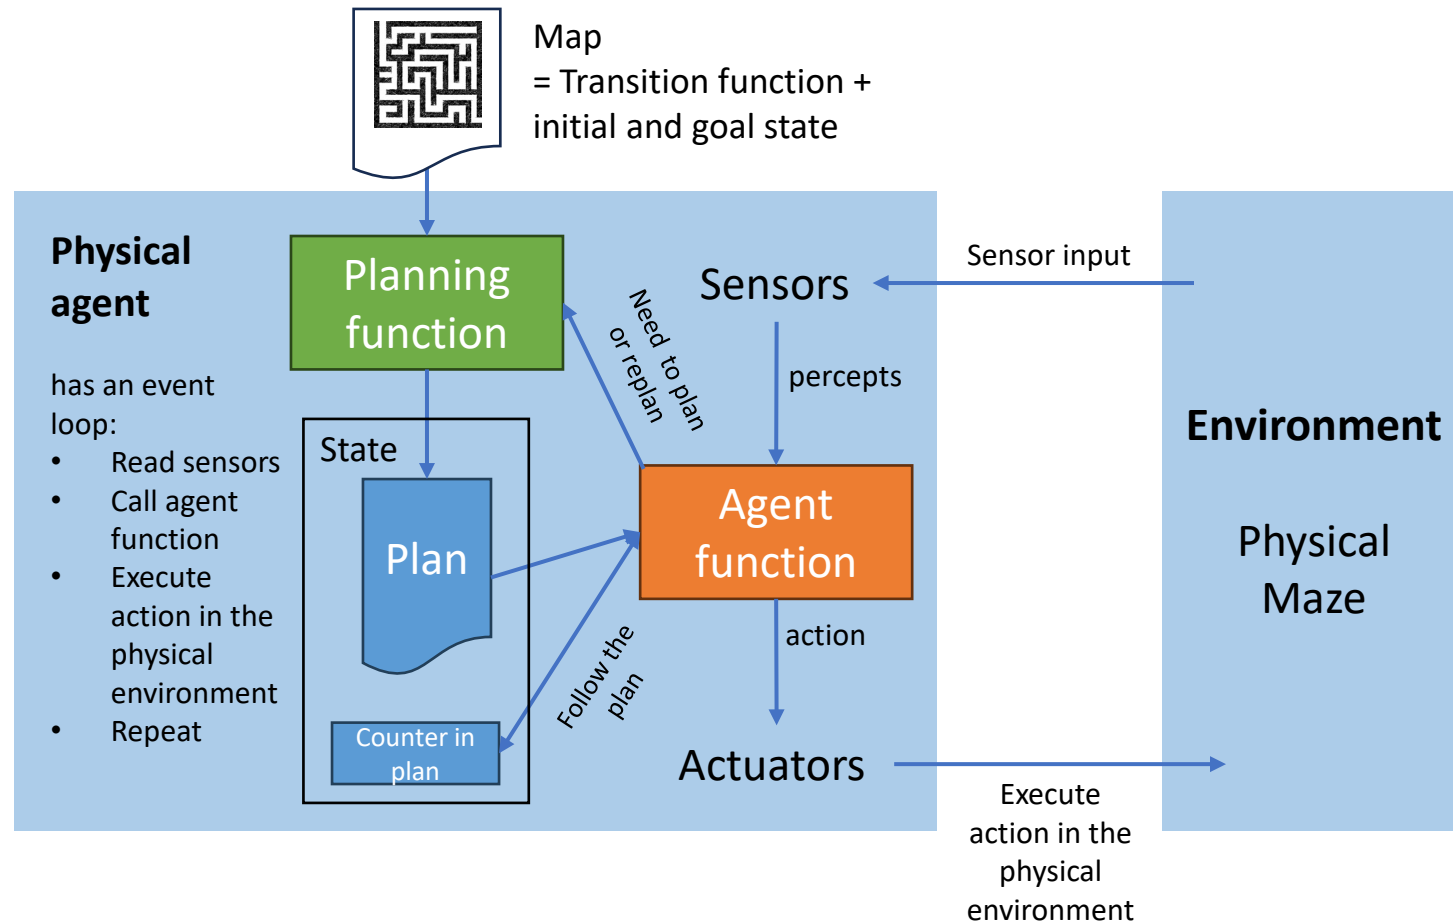 Map
= Transition function +
initial and goal state
Physical
agent
has an event
loop:
• Read sensors
• Call agent
function
• Execute
action in the
physical
environment
• Repeat
Planning
function
State
Plan
Counter in
plan
Need to plan
or replan
Follow the
plan
Sensors
percepts
Agent
function
action
Actuators
Sensor input
Execute
action in the
physical
environment
Environment
Physical
Maze